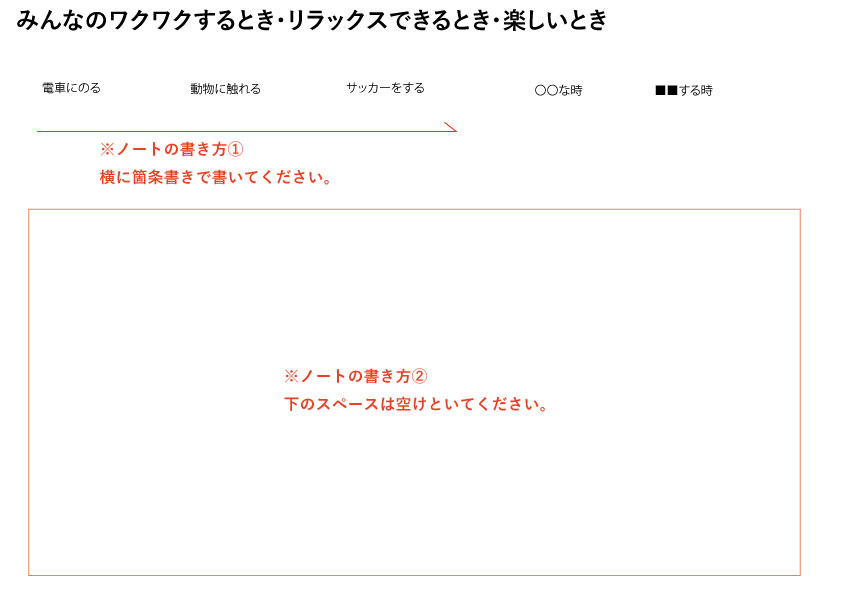 みんなのワクワクするとき・リラックスできるとき・楽しいとき
電車にのる 動物に触れる サッカーをする 〇〇な時 ■■する時
※ノートの書き方①
横に箇条書きで書いてください。
※ノートの書き方②
下のスペースは空けといてください。